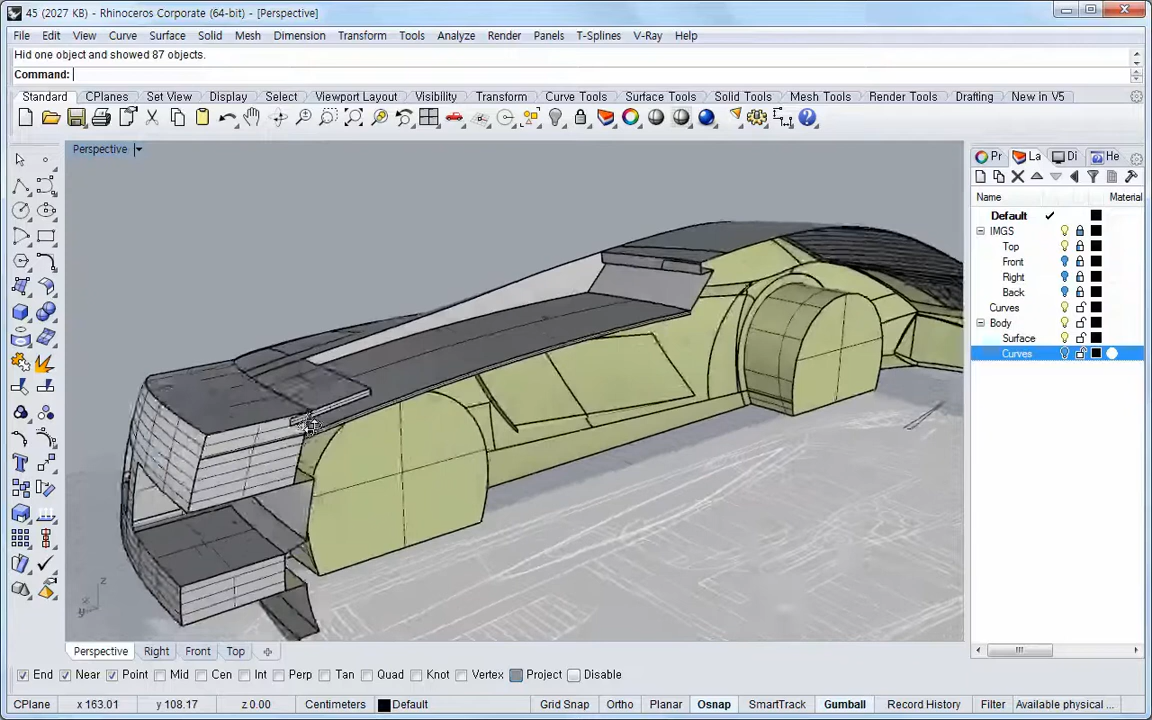 45 (2027 KB) - Rhinoceros Corporate (64-bit) - [Perspective]
File Edit View Curve Surface Solid Mesh Dimension Transform Tools Analyze Render Panels T-Splines V-Ray Help
Hid one object and showed 87 objects.
Command:
Standard CPlanes Set View Display Select Viewport Layout Visibility Transform Curve Tools Surface Tools Solid Tools Mesh Tools Render Tools Drafting New in V5
Perspective
Pr La Di He
Name Material
Default
IMGS
Top
Front
Right
Back
Curves
Body
Surface
Curves
z
x
y
Perspective Right Front Top
End Near Point Mid Cen Int Perp Tan Quad Knot Vertex Project Disable
CPlane x 163.01 y 108.17 z 0.00 Centimeters Default Grid Snap Ortho Planar Osnap SmartTrack Gumball Record History Filter Available physical ...